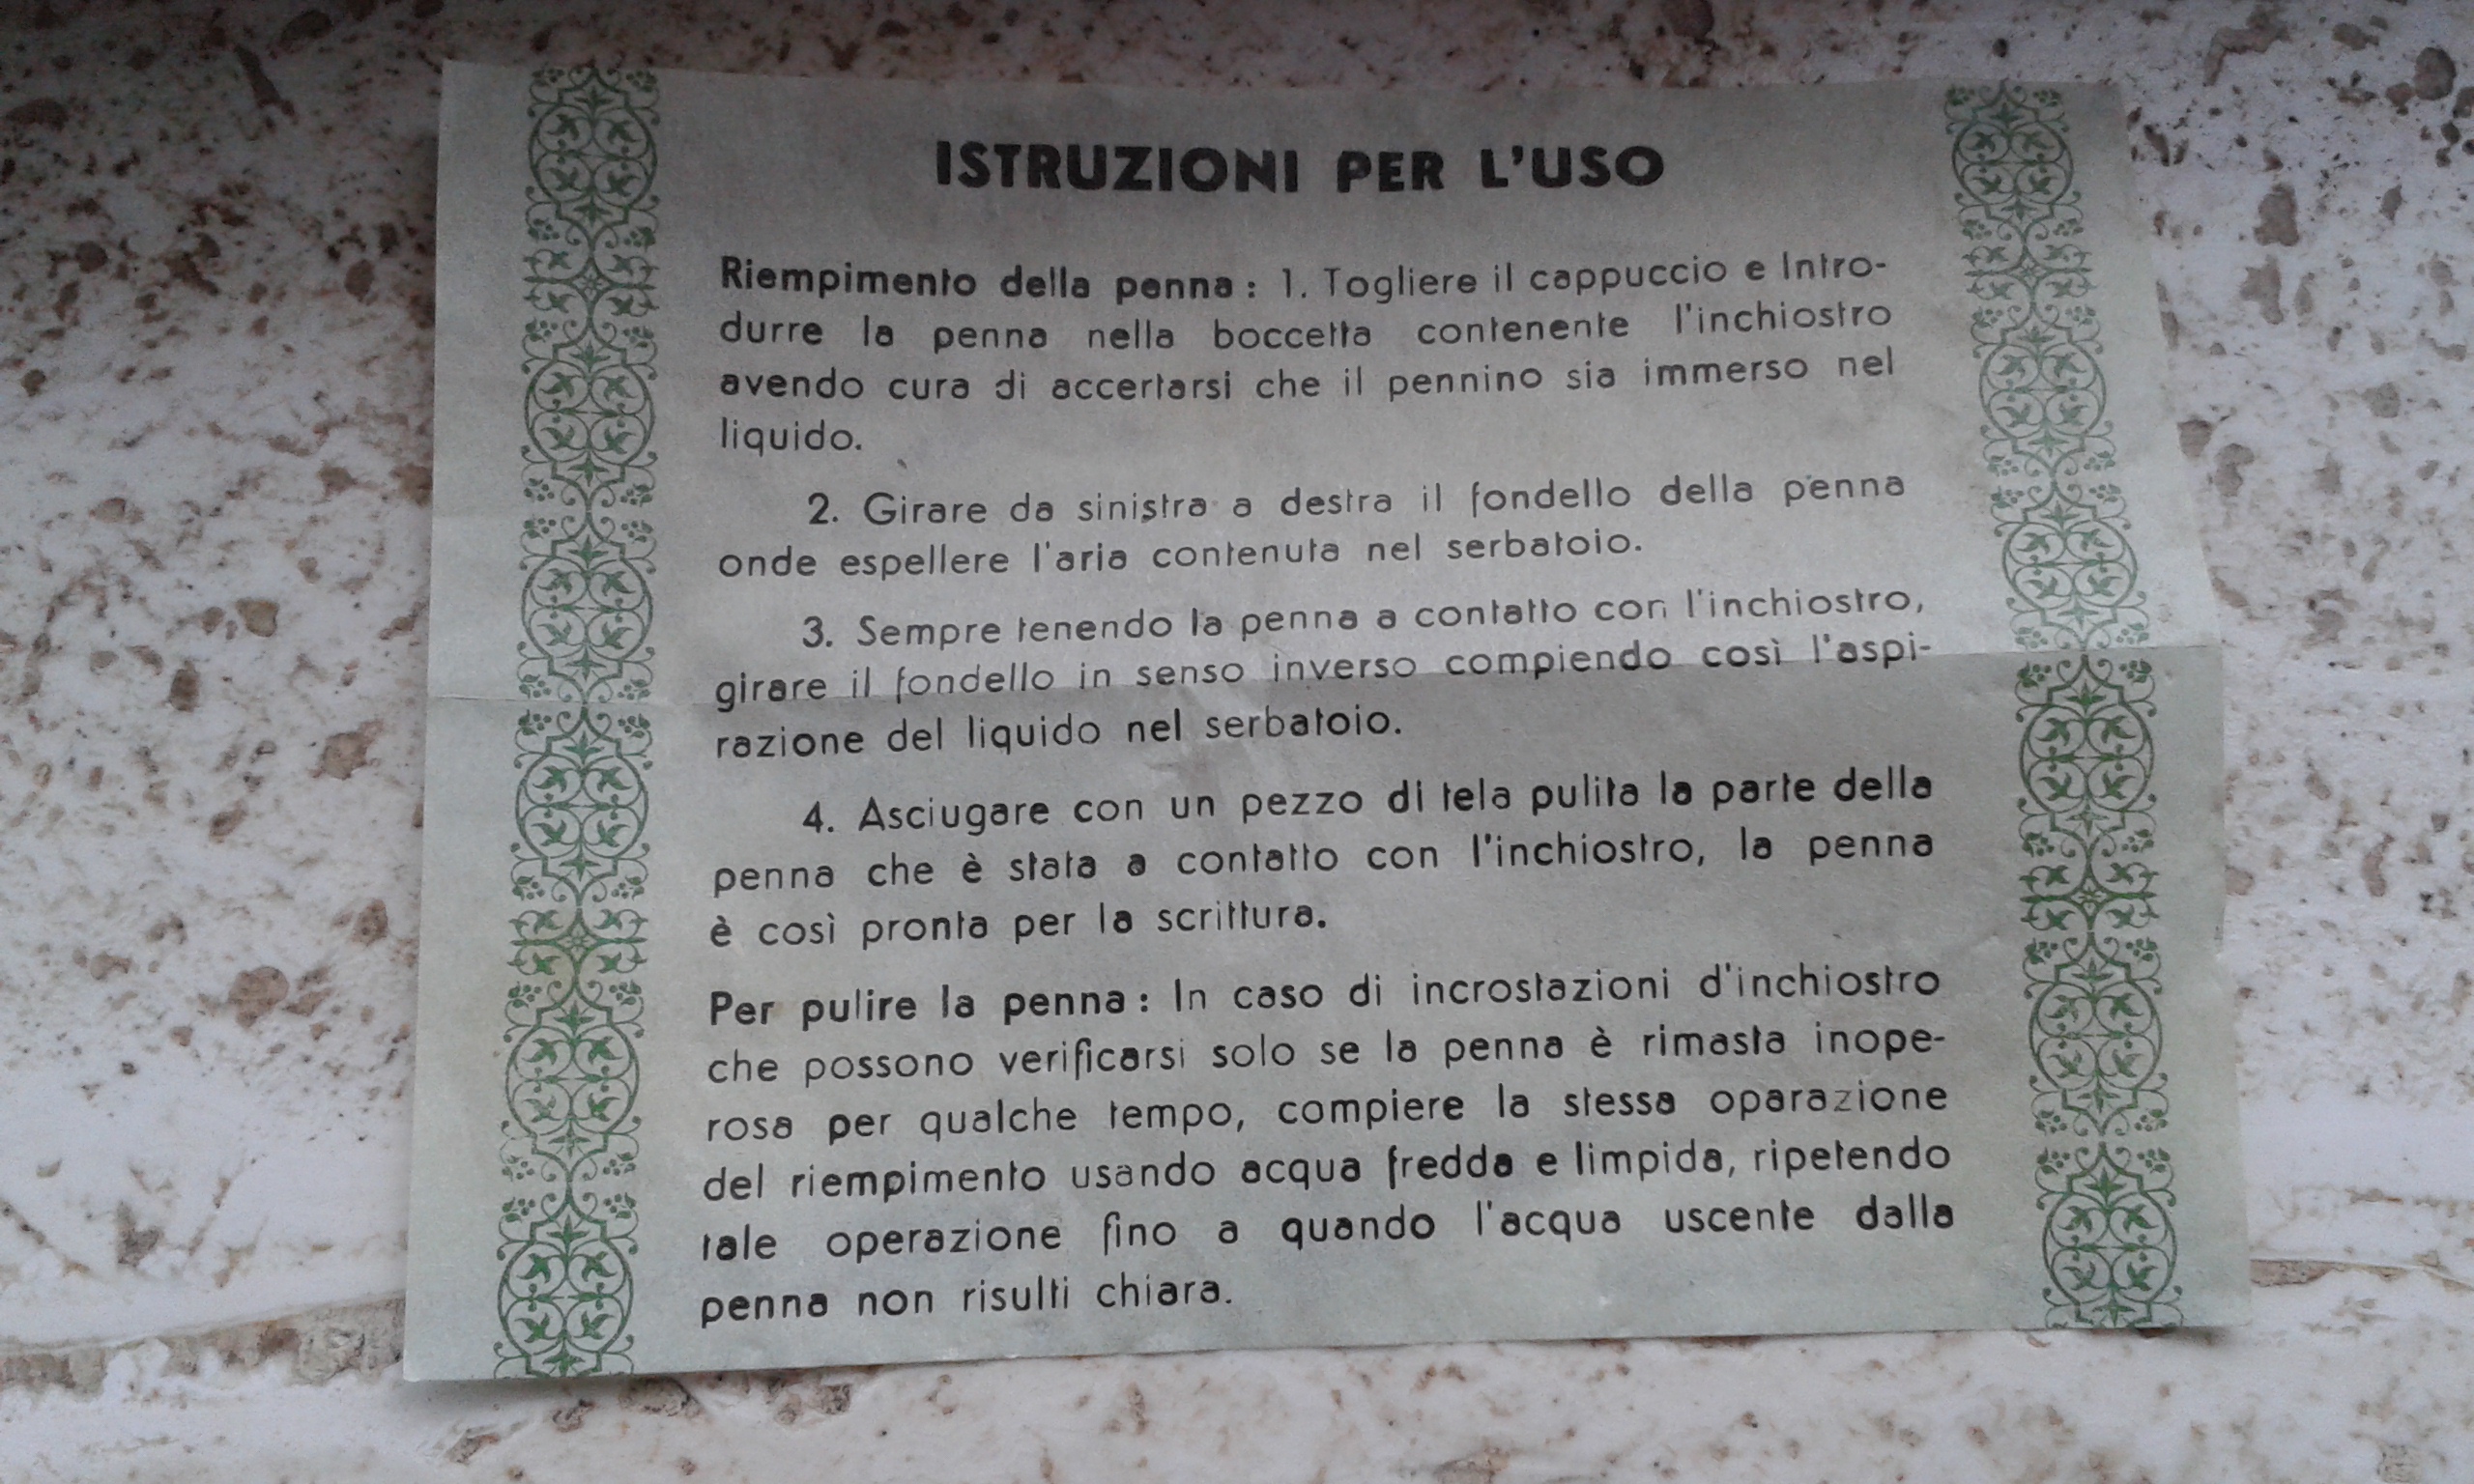 ISTRUZIONI PER L'USO
Riempimento della penna: 1. Togliere il cappuccio e Intro-
durre la penna nella boccetta contenente l'inchiostro
avendo cura di accertarsi che il pennino sia immerso nel
liquido.
2. Girare da sinistra a destra il fondello della penna
onde espellere l'aria contenuta nel serbatoio.
3. Sempre tenendo la penna a contatto con l'inchiostro,
girare il fondello in senso inverso compiendo così l'aspi-
razione del liquido nel serbatoio.
4. Asciugare con un pezzo di tela pulita la parte della
penna che è stata a contatto con l'inchiostro, la penna
è così pronta per la scrittura.
Per pulire la penna: In caso di incrostazioni d'inchiostro
che possono verificarsi solo se la penna è rimasta inope-
rosa per qualche tempo, compiere la stessa oparazione
del riempimento usando acqua fredda e limpida, ripetendo
tale operazione fino a quando l'acqua uscente dalla
penna non risulti chiara.